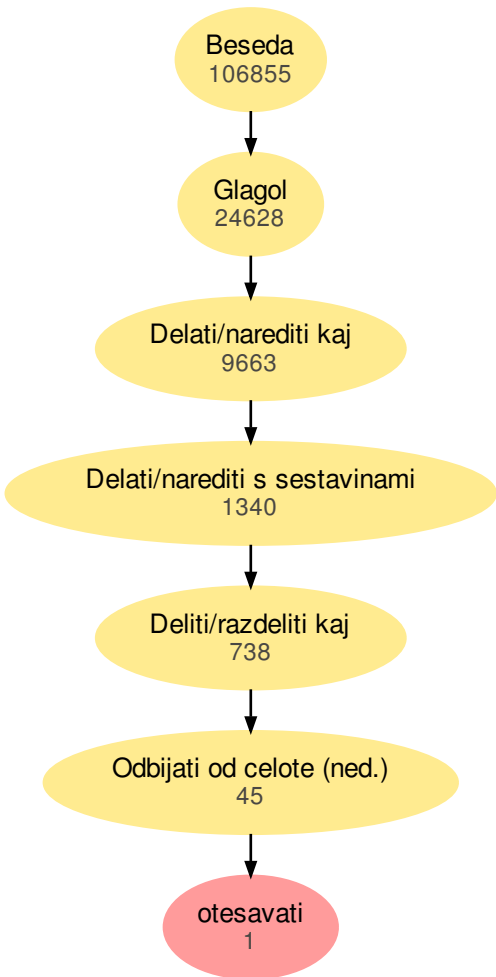 Beseda
106855
Glagol
24628
Delati/narediti kaj
9663
Delati/narediti s sestavinami
1340
Deliti/razdeliti kaj
738
Odbijati od celote (ned.)
45
otesavati
1